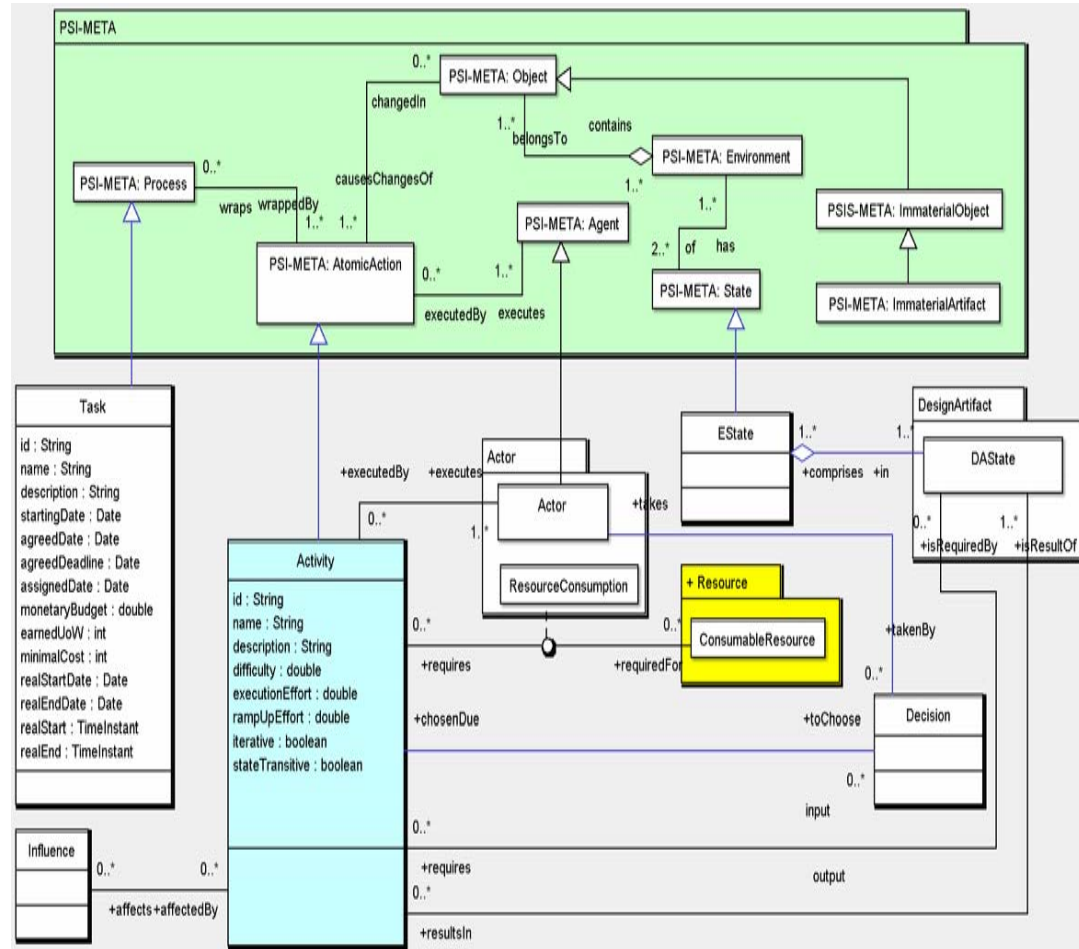 PSI-META
0..*
PSI-META: Object
changedIn
1..*
contains
belongsTo
PSI-META: Environment
0..*
PSI-META: Process
causesChangesOf
1..*
wraps
wrappedBy
PSI-META: Agent
1..*
PSIS-META: ImmaterialObject
1..*
1..*
of
has
PSI-META: AtomicAction
2..*
0..*
1..*
PSI-META: State
PSI-META: ImmaterialArtifact
executedBy
executes
Task
id : String
name : String
description : String
startingDate : Date
agreedDate : Date
agreedDeadline : Date
assignedDate : Date
monetaryBudget : double
earnedUoW : int
minimalCost : int
realStartDate : Date
realEndDate : Date
realStart : TimeInstant
realEnd : TimeInstant
DesignArtifact
EState
1..*
1..*
DAState
+comprises
+in
Actor
+executedBy
+executes
Actor
+takes
0..*
1..*
0..*
1..*
+isRequiredBy
+isResultOf
ResourceConsumption
+ Resource
ConsumableResource
0..*
0..*
+requires
+requiredFor
+takenBy
0..*
Activity
id : String
name : String
description : String
difficulty : double
executionEffort : double
rampUpEffort : double
iterative : boolean
stateTransitive : boolean
+chosenDue
+toChoose
Decision
0..*
input
0..*
+requires
output
0..*
+resultsIn
Influence
0..*
0..*
+affects
+affectedBy